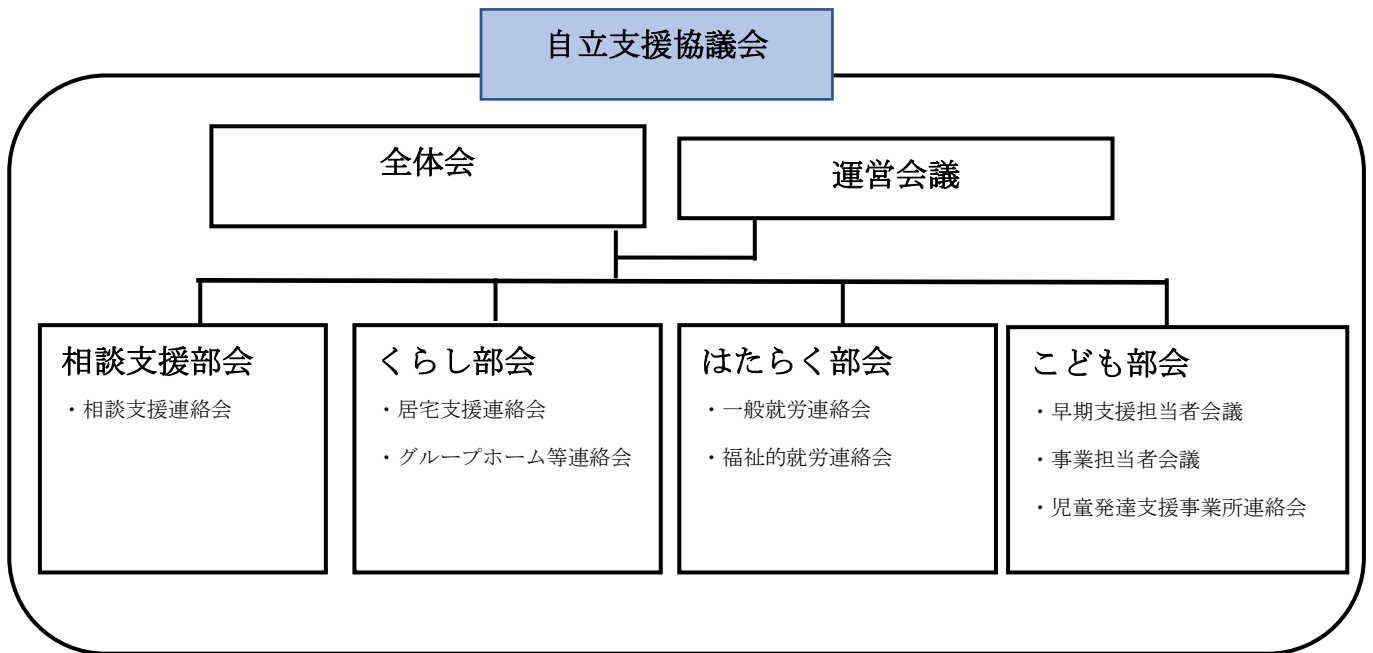 自立支援協議会
全体会
運営会議
相談支援部会
・相談支援連絡会
くらし部会
・居宅支援連絡会
・グループホーム等連絡会
はたらく部会
・一般就労連絡会
・福祉的就労連絡会
こども部会
・早期支援担当者会議
・事業担当者会議
・児童発達支援事業所連絡会